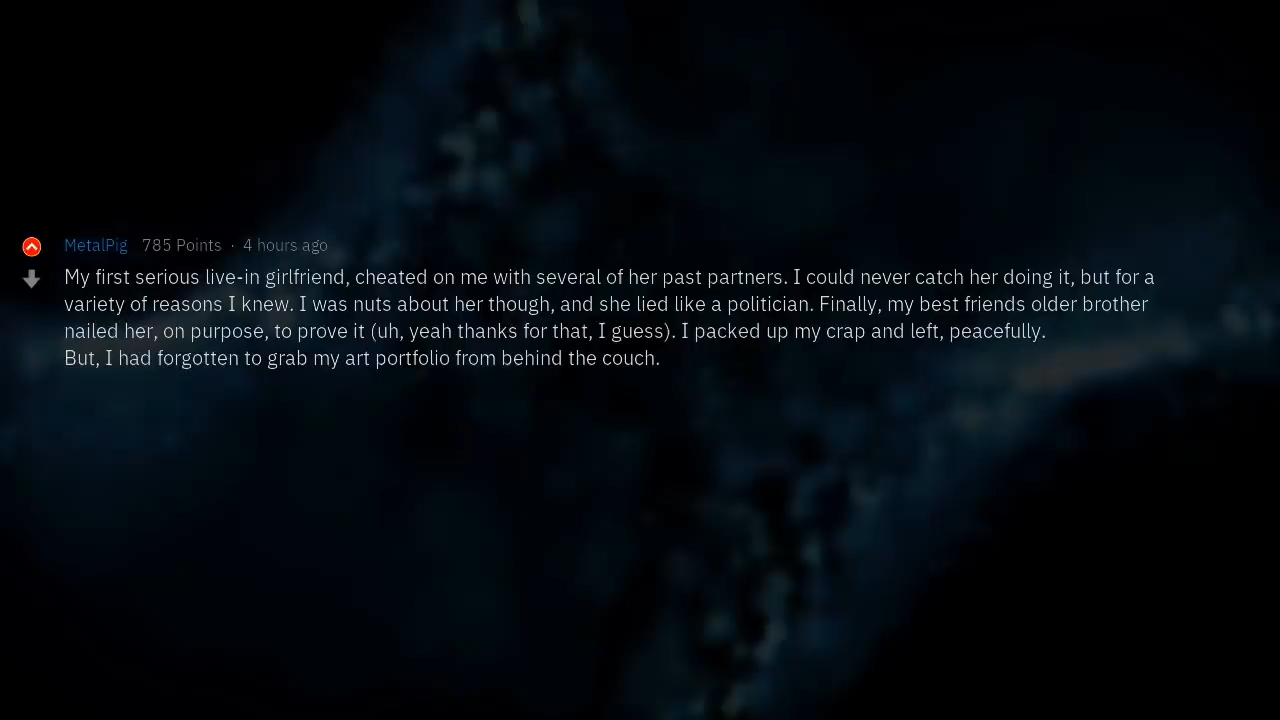 MetalPig 785 Points · 4 hours ago
My first serious live-in girlfriend, cheated on me with several of her past partners. I could never catch her doing it, but for a
variety of reasons I knew. I was nuts about her though, and she lied like a politician. Finally, my best friends older brother
nailed her, on purpose, to prove it (uh, yeah thanks for that, I guess). I packed up my crap and left, peacefully.
But, I had forgotten to grab my art portfolio from behind the couch.